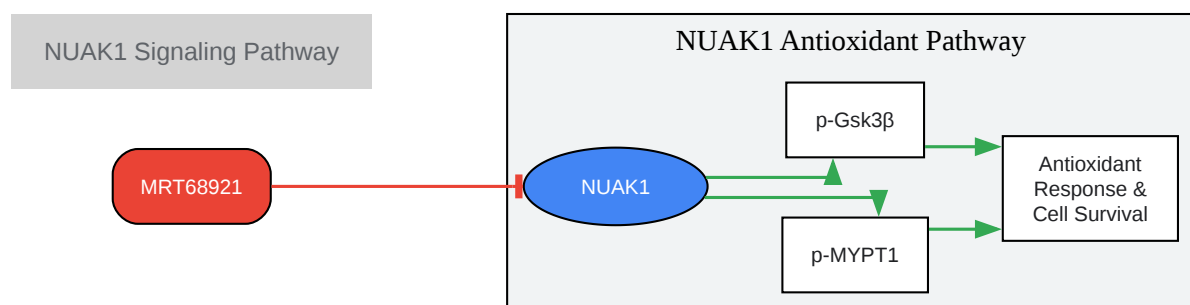 NUAK1 Signaling Pathway
NUAK1 Antioxidant Pathway
p-Gsk3β
MRT68921
NUAK1
Antioxidant
Response &
Cell Survival
p-MYPT1